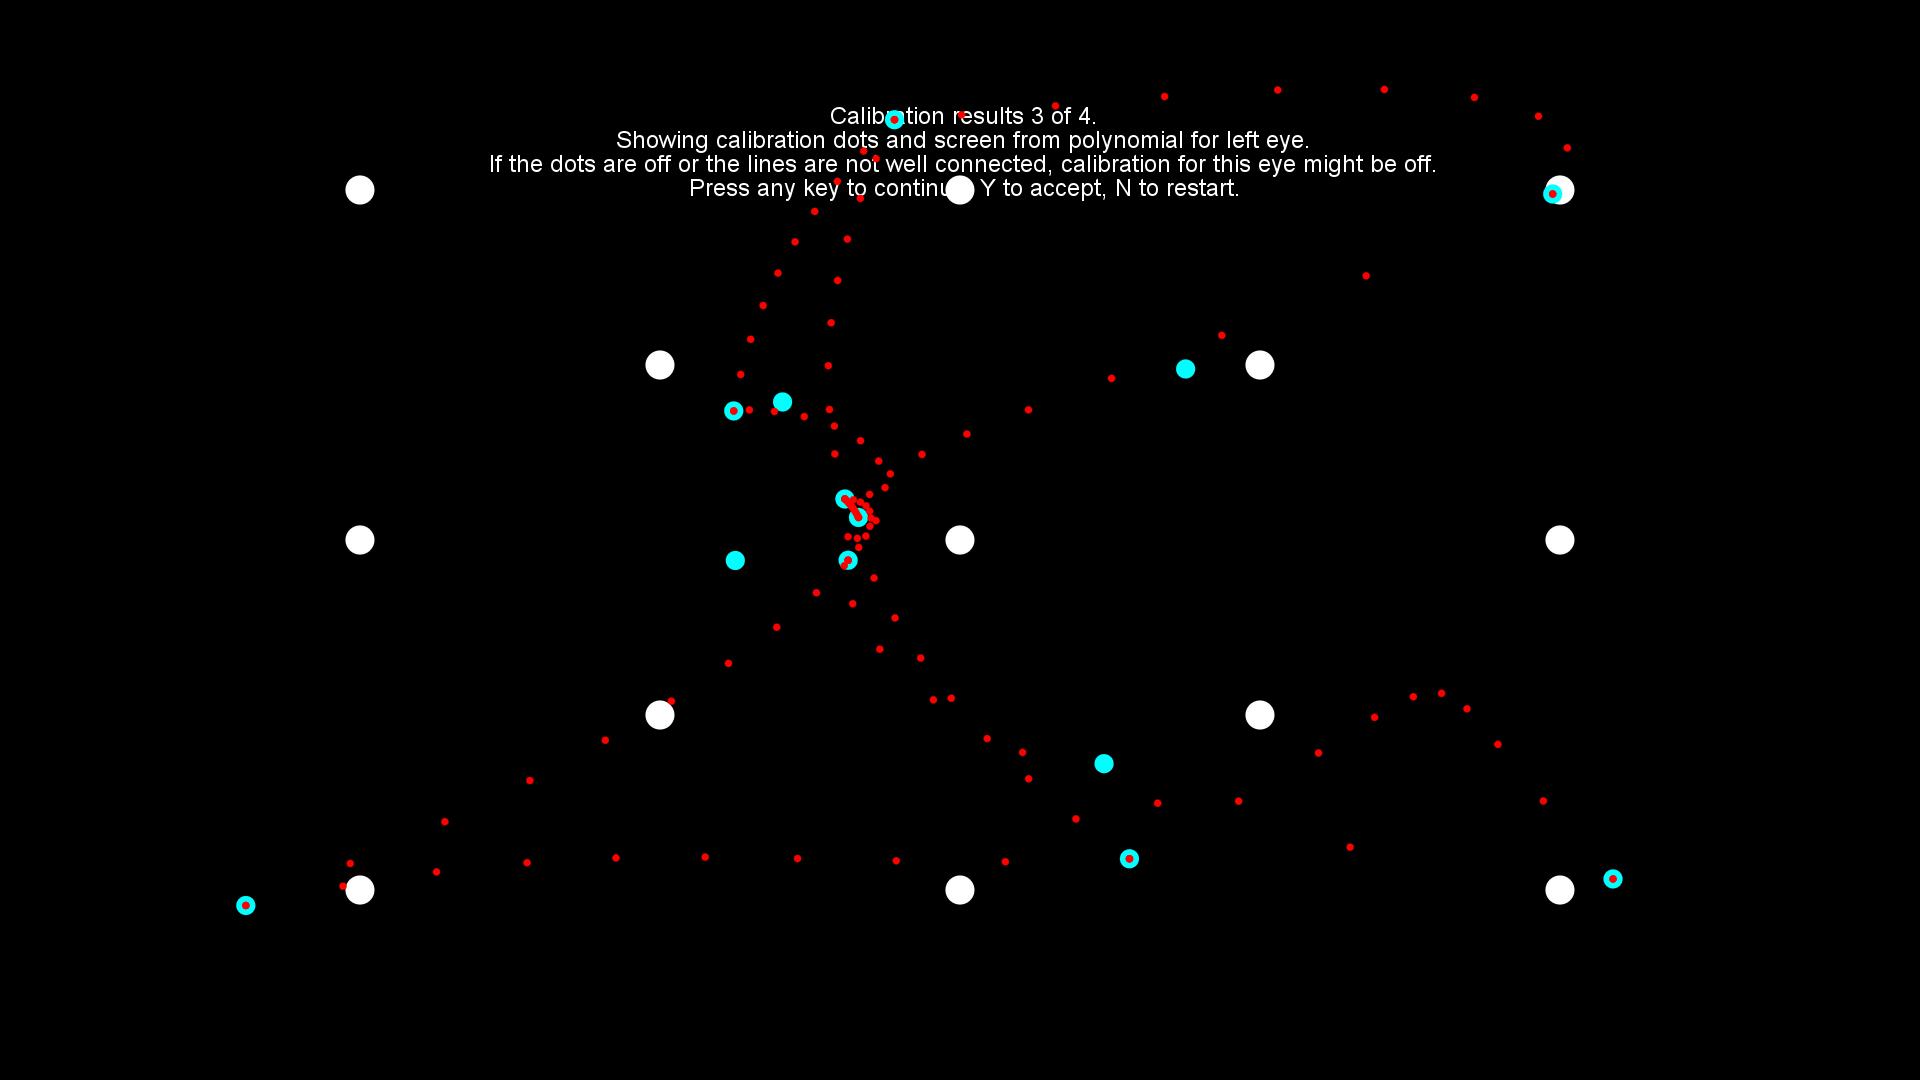 Calibration results 3 of 4.
Showing calibration dots and screen from polynomial for left eye.
If the dots are off or the lines are not well connected, calibration for this eye might be off.
Press any key to continue, Y to accept, N to restart.